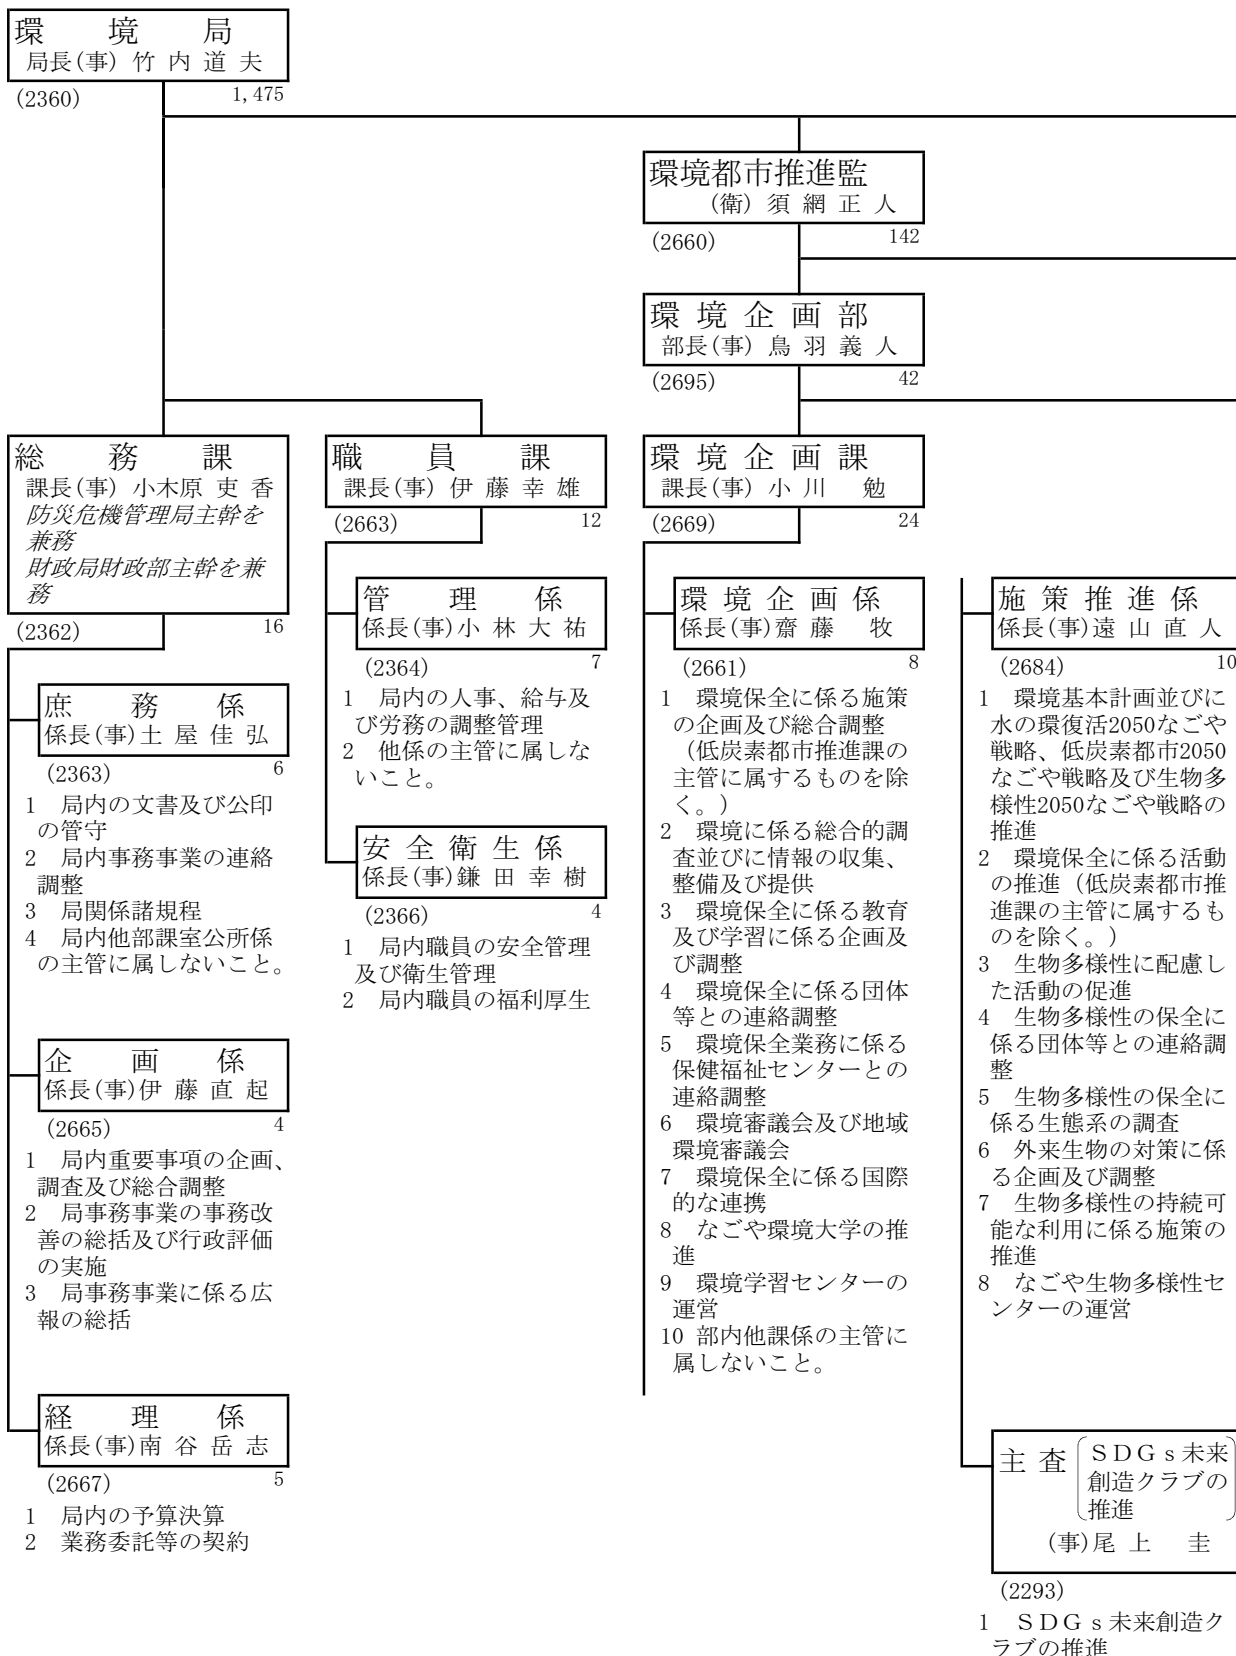 環境局
局長(事) 竹内道夫
(2360) 1,475
環境都市推進監
(衛) 須網正人
(2660) 142
環境企画部
部長(事) 鳥羽義人
(2695) 42
総務課
課長(事) 小木原吏香
防災危機管理局主幹を
兼務
財政局財政部主幹を兼
務
(2362) 16
庶務係
係長(事)土屋佳弘
(2363) 6
1 局内の文書及び公印
の管守
2 局内事務事業の連絡
調整
3 局関係諸規程
4 局内他部課室公所係
の主管に属しないこと。
企画係
係長(事)伊藤直起
(2665) 4
1 局内重要事項の企画、
調査及び総合調整
2 局事務事業の事務改
善の総括及び行政評価
の実施
3 局事務事業に係る広
報の総括
経理係
係長(事)南谷岳志
(2667) 5
1 局内の予算決算
2 業務委託等の契約
職員課
課長(事) 伊藤幸雄
(2663) 12
管理係
係長(事)小林大祐
(2364) 7
1 局内の人事、給与及
び労務の調整管理
2 他係の主管に属しな
いこと。
安全衛生係
係長(事)鎌田幸樹
(2366) 4
1 局内職員の安全管理
及び衛生管理
2 局内職員の福利厚生
環境企画課
課長(事) 小川 勉
(2669) 24
環境企画係
係長(事)齋藤 牧
(2661) 8
1 環境保全に係る施策
の企画及び総合調整
(低炭素都市推進課の
主管に属するものを除
く。)
2 環境に係る総合的調
査並びに情報の収集、
整備及び提供
3 環境保全に係る教育
及び学習に係る企画及
び調整
4 環境保全に係る団体
等との連絡調整
5 環境保全業務に係る
保健福祉センターとの
連絡調整
6 環境審議会及び地域
環境審議会
7 環境保全に係る国際
的な連携
8 なごや環境大学の推
進
9 環境学習センターの
運営
10 部内他課係の主管に
属しないこと。
施策推進係
係長(事)遠山直人
(2684) 10
1 環境基本計画並びに
水の環復活2050なごや
戦略、低炭素都市2050
なごや戦略及び生物多
様性2050なごや戦略の
推進
2 環境保全に係る活動
の推進(低炭素都市推
進課の主管に属するも
のを除く。)
3 生物多様性に配慮し
た活動の促進
4 生物多様性の保全に
係る団体等との連絡調
整
5 生物多様性の保全に
係る生態系の調査
6 外来生物の対策に係
る企画及び調整
7 生物多様性の持続可
能な利用に係る施策の
推進
8 なごや生物多様性セ
ンターの運営
主査 SDGs未来
創造クラブの
推進
(事)尾上 圭
(2293)
1 SDGs未来創造ク
ラブの推進